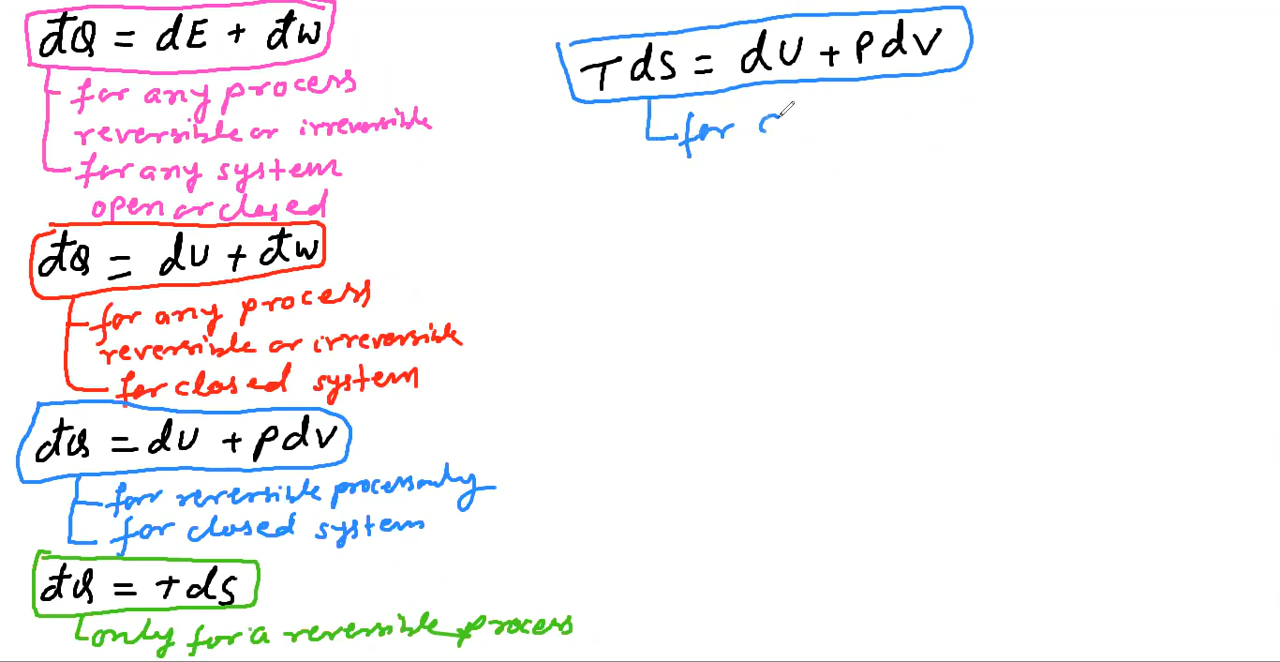 đQ = dE + đW
for any process
reversible or irreversible
for any system
open or closed
đQ = dU + đW
for any process
reversible or irreversible
for closed system
đQ = dU + pdV
for reversible process only
for closed system
đQ = TdS
only for a reversible process
TdS = dU + pdV
for